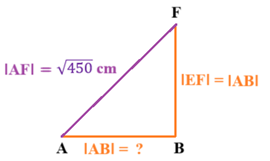 F
|AF| = √450 cm
|EF| = |AB|
A
|AB| = ?
B